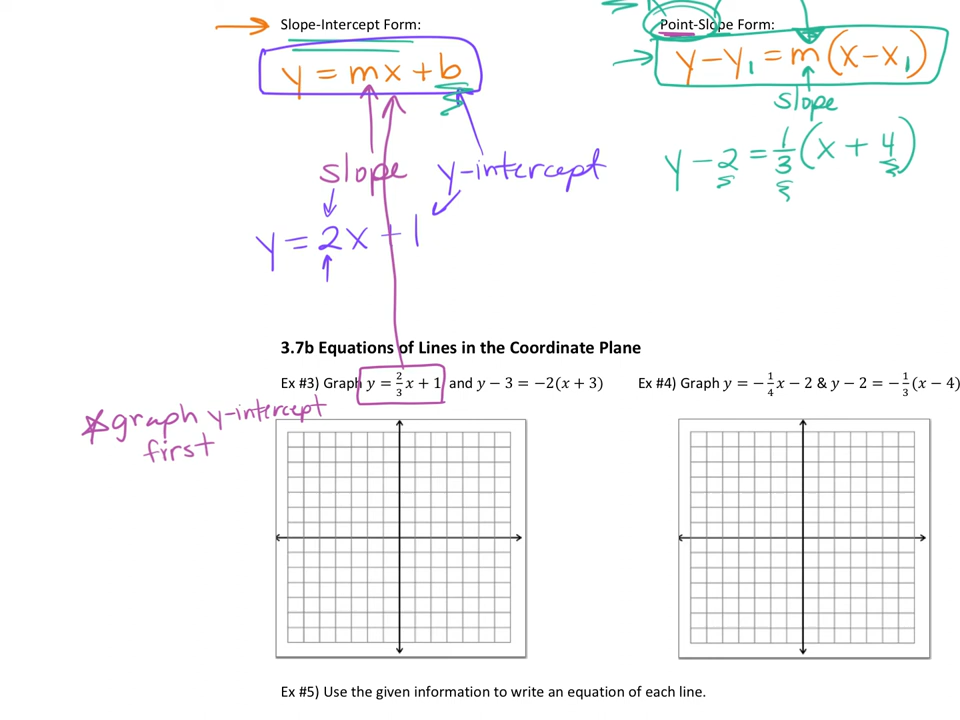 Slope-Intercept Form:
y = mx + b
slope
y-intercept
y = 2x - 1
Point-Slope Form:
y - y₁ = m(x - x₁)
slope
y - 2 = 1/3 (x + 4)
3.7b Equations of Lines in the Coordinate Plane
Ex #3) Graph y = 2/3 x + 1 and y − 3 = −2(x + 3)
*graph y-intercept
first
Ex #4) Graph y = −1/4 x − 2 & y − 2 = −1/3 (x − 4)
Ex #5) Use the given information to write an equation of each line.